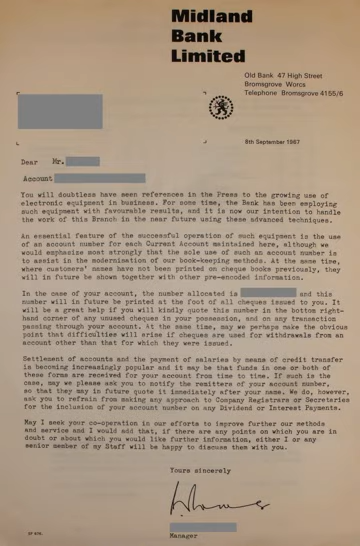 Midland
Bank
Limited
Old Bank 47 High Street
Bromsgrove Worcs
Telephone Bromsgrove 4155/6
8th September 1967
Dear Mr.
Account
You will doubtless have seen references in the Press to the growing use of
electronic equipment in business. For some time, the Bank has been employing
such equipment with favourable results, and it is now our intention to handle
the work of this Branch in the near future using these advanced techniques.
An essential feature of the successful operation of such equipment is the use
of an account number for each Current Account maintained here, although we
would emphasize most strongly that the sole use of such an account number is
to assist in the modernisation of our book-keeping methods. At the same time,
where customers' names have not been printed on cheque books previously, they
will in future be shown together with other pre-encoded information.
In the case of your account, the number allocated is and this
number will in future be printed at the foot of all cheques issued to you. It
will be a great help if you will kindly quote this number in the bottom right-
hand corner of any unused cheques in your possession, and on any transaction
passing through your account. At the same time, may we perhaps make the obvious
point that difficulties will arise if cheques are used for withdrawals from an
account other than that for which they were issued.
Settlement of accounts and the payment of salaries by means of credit transfer
is becoming increasingly popular and it may be that funds in one or both of
these forms are received for your account from time to time. If such is the
case, may we please ask you to notify the remitters of your account number,
so that they may in future quote it immediately after your name. We do, however,
ask you to refrain from making any approach to Company Registrars or Secretaries
for the inclusion of your account number on any Dividend or Interest Payments.
May I seek your co-operation in our efforts to improve further our methods
and service and I would add that, if there are any points on which you are in
doubt or about which you would like further information, either I or any
senior member of my Staff will be happy to discuss them with you.
Yours sincerely
Manager